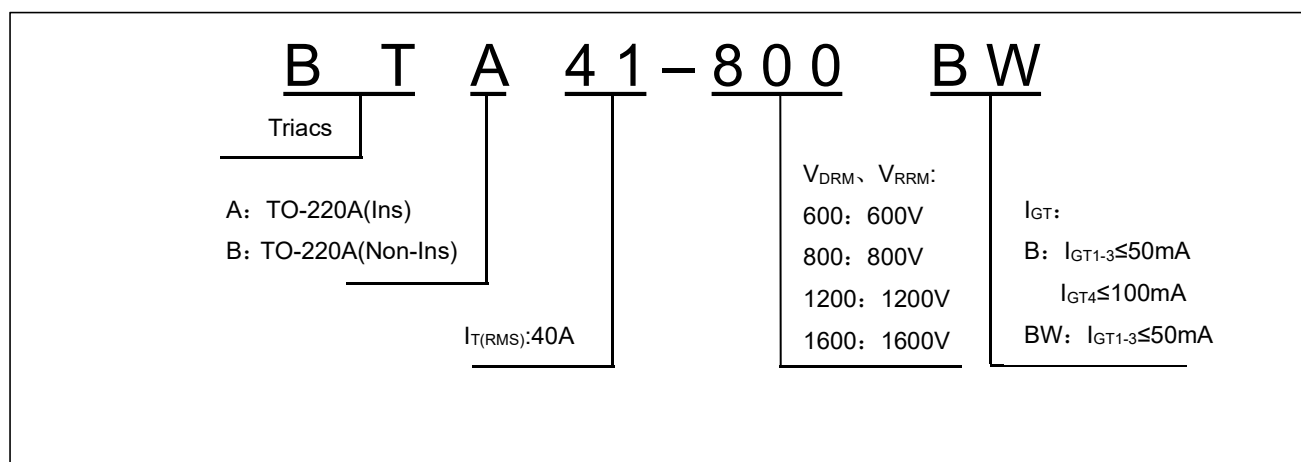 B T A 41–800 BW
Triacs
A：TO-220A(Ins)
B：TO-220A(Non-Ins)
IT(RMS):40A
VDRM、VRRM:
600：600V
800：800V
1200：1200V
1600：1600V
IGT：
B：IGT1-3≤50mA
IGT4≤100mA
BW：IGT1-3≤50mA